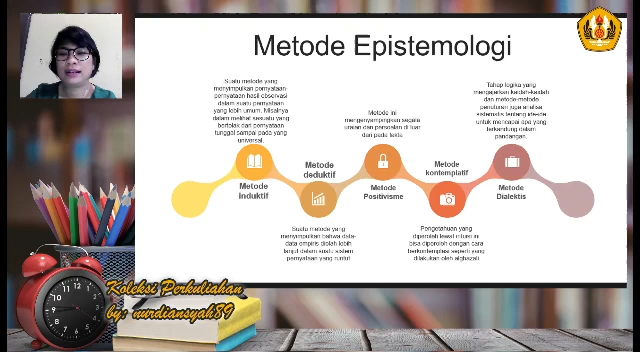 Metode Epistemologi
Suatu metode yang
menyimpulkan pernyataan-
pernyataan hasil observasi
dalam suatu pernyataan
yang lebih umum. Misalnya
dalam melihat sesuatu yang
bertolak dari pernyataan
tunggal sampai pada yang
universal.
Metode
Induktif
Metode
deduktif
Suatu metode yang
menyimpulkan bahwa data-
data empiris diolah lebih
lanjut dalam suatu sistem
pernyataan yang runtut
Metode ini
mengenyampingkan segala
uraian dan persoalan di luar
dari pada fakta
Metode
Positivisme
Metode
kontemplatif
Pengetahuan yang
diperolah lewat intuisi ini
bisa diperoleh dengan cara
berkontemplasi seperti yang
dilakukan oleh alghazali
Tahap logika yang
mengajarkan kaidah-kaidah
dan metode-metode
penuturan juga analisa
sistematis tentang ide-ide
untuk mencapai apa yang
terkandung dalam
pandangan.
Metode
Dialektis
Koleksi Perkuliahan
by: nurdiansyah89